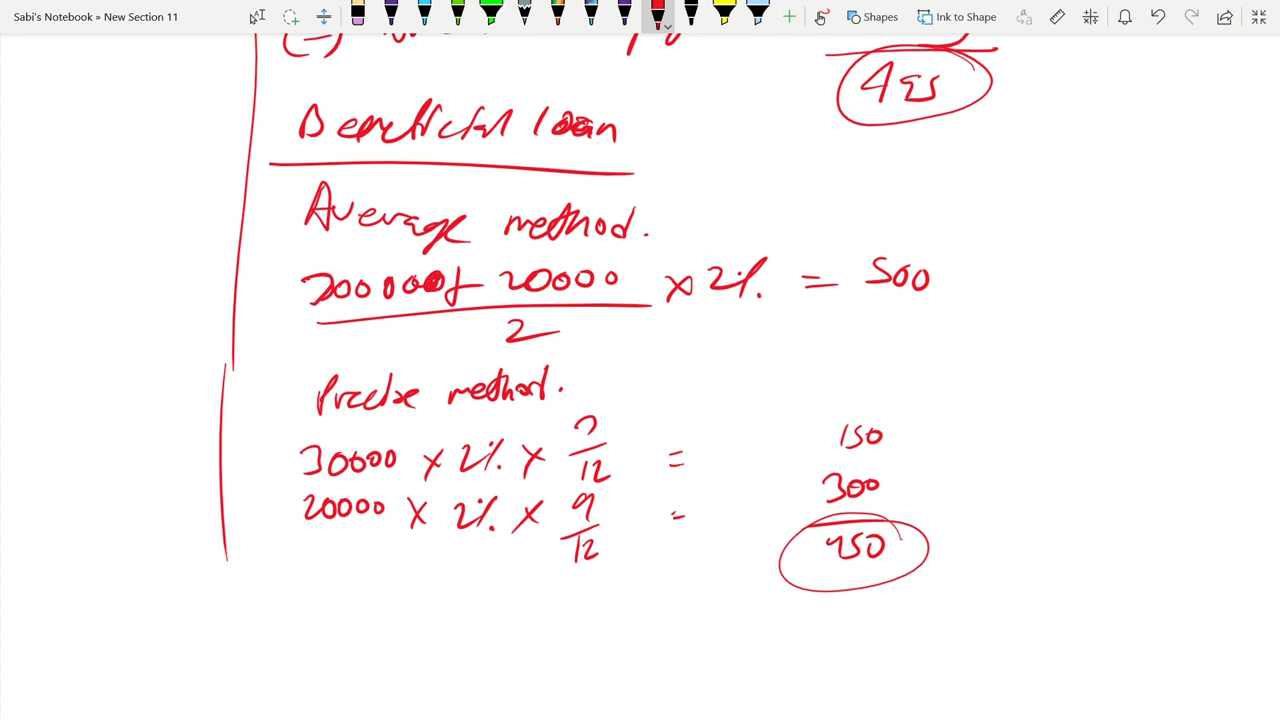 Sabi's Notebook » New Section 11
Shapes
Ink to Shape
495
Beneficial loan
Average method.
30000 + 20000 × 2% = 500
2
Precise method.
30000 × 2% × 3/12 = 150
20000 × 2% × 9/12 = 300
450